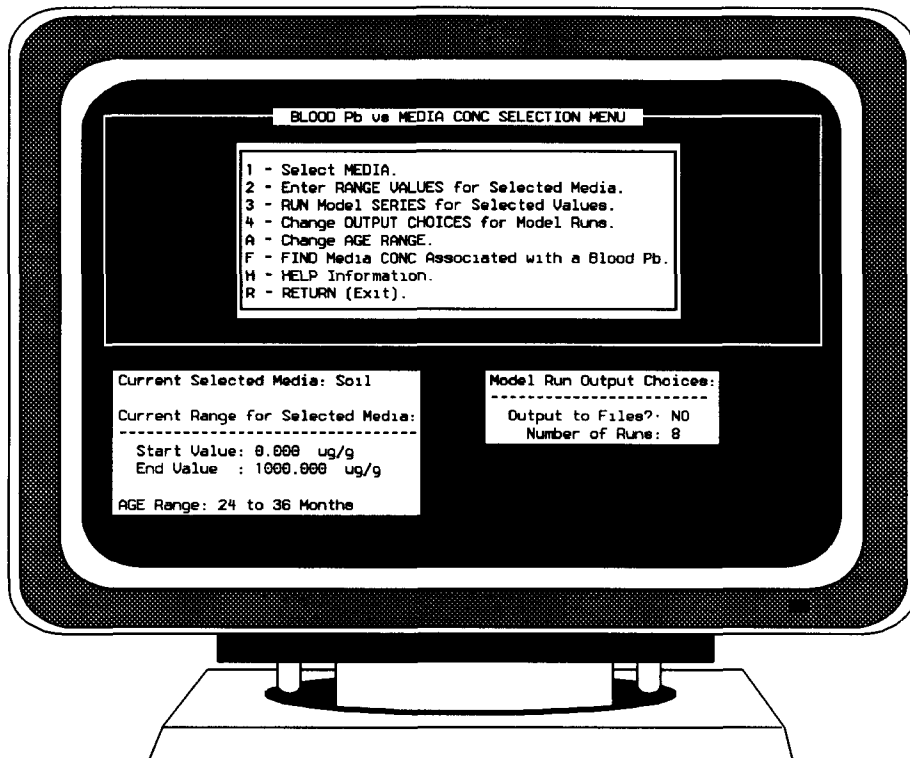 BLOOD Pb vs MEDIA CONC SELECTION MENU
1 - Select MEDIA.
2 - Enter RANGE VALUES for Selected Media.
3 - RUN Model SERIES for Selected Values.
4 - Change OUTPUT CHOICES for Model Runs.
A - Change AGE RANGE.
F - FIND Media CONC Associated with a Blood Pb.
H - HELP Information.
R - RETURN (Exit).
Current Selected Media: Soil
Current Range for Selected Media:
---------------------------------
Start Value: 0.000 ug/g
End Value : 1000.000 ug/g
AGE Range: 24 to 36 Months
Model Run Output Choices:
------------------------
Output to Files?: NO
Number of Runs: 8